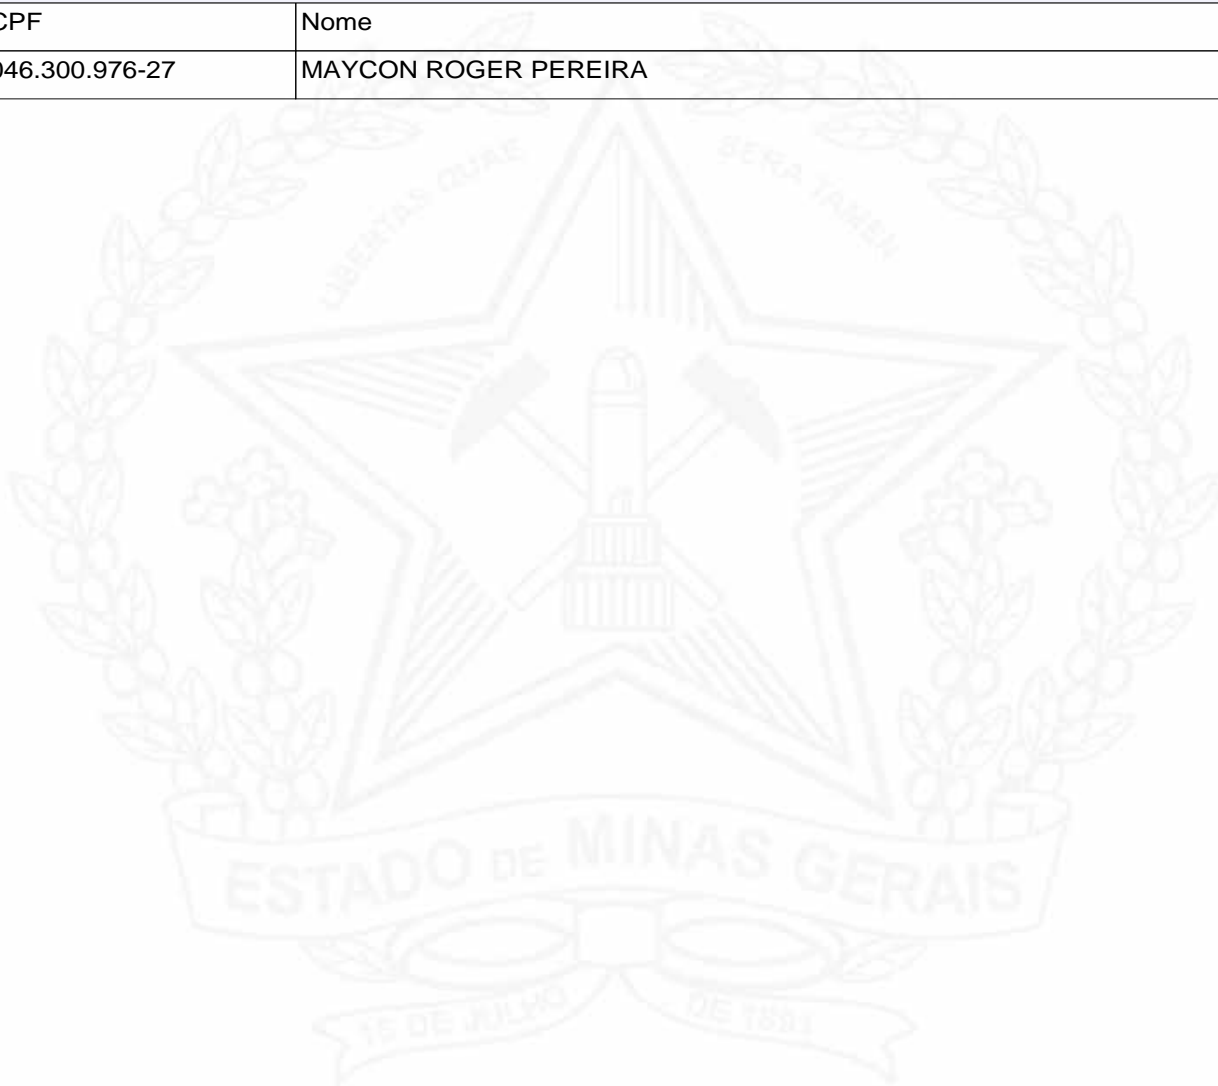 CPF Nome
046.300.976-27 MAYCON ROGER PEREIRA
LIBERTAS QUAE SERA TAMEN
ESTADO DE MINAS GERAIS
15 DE JULHO DE 1891